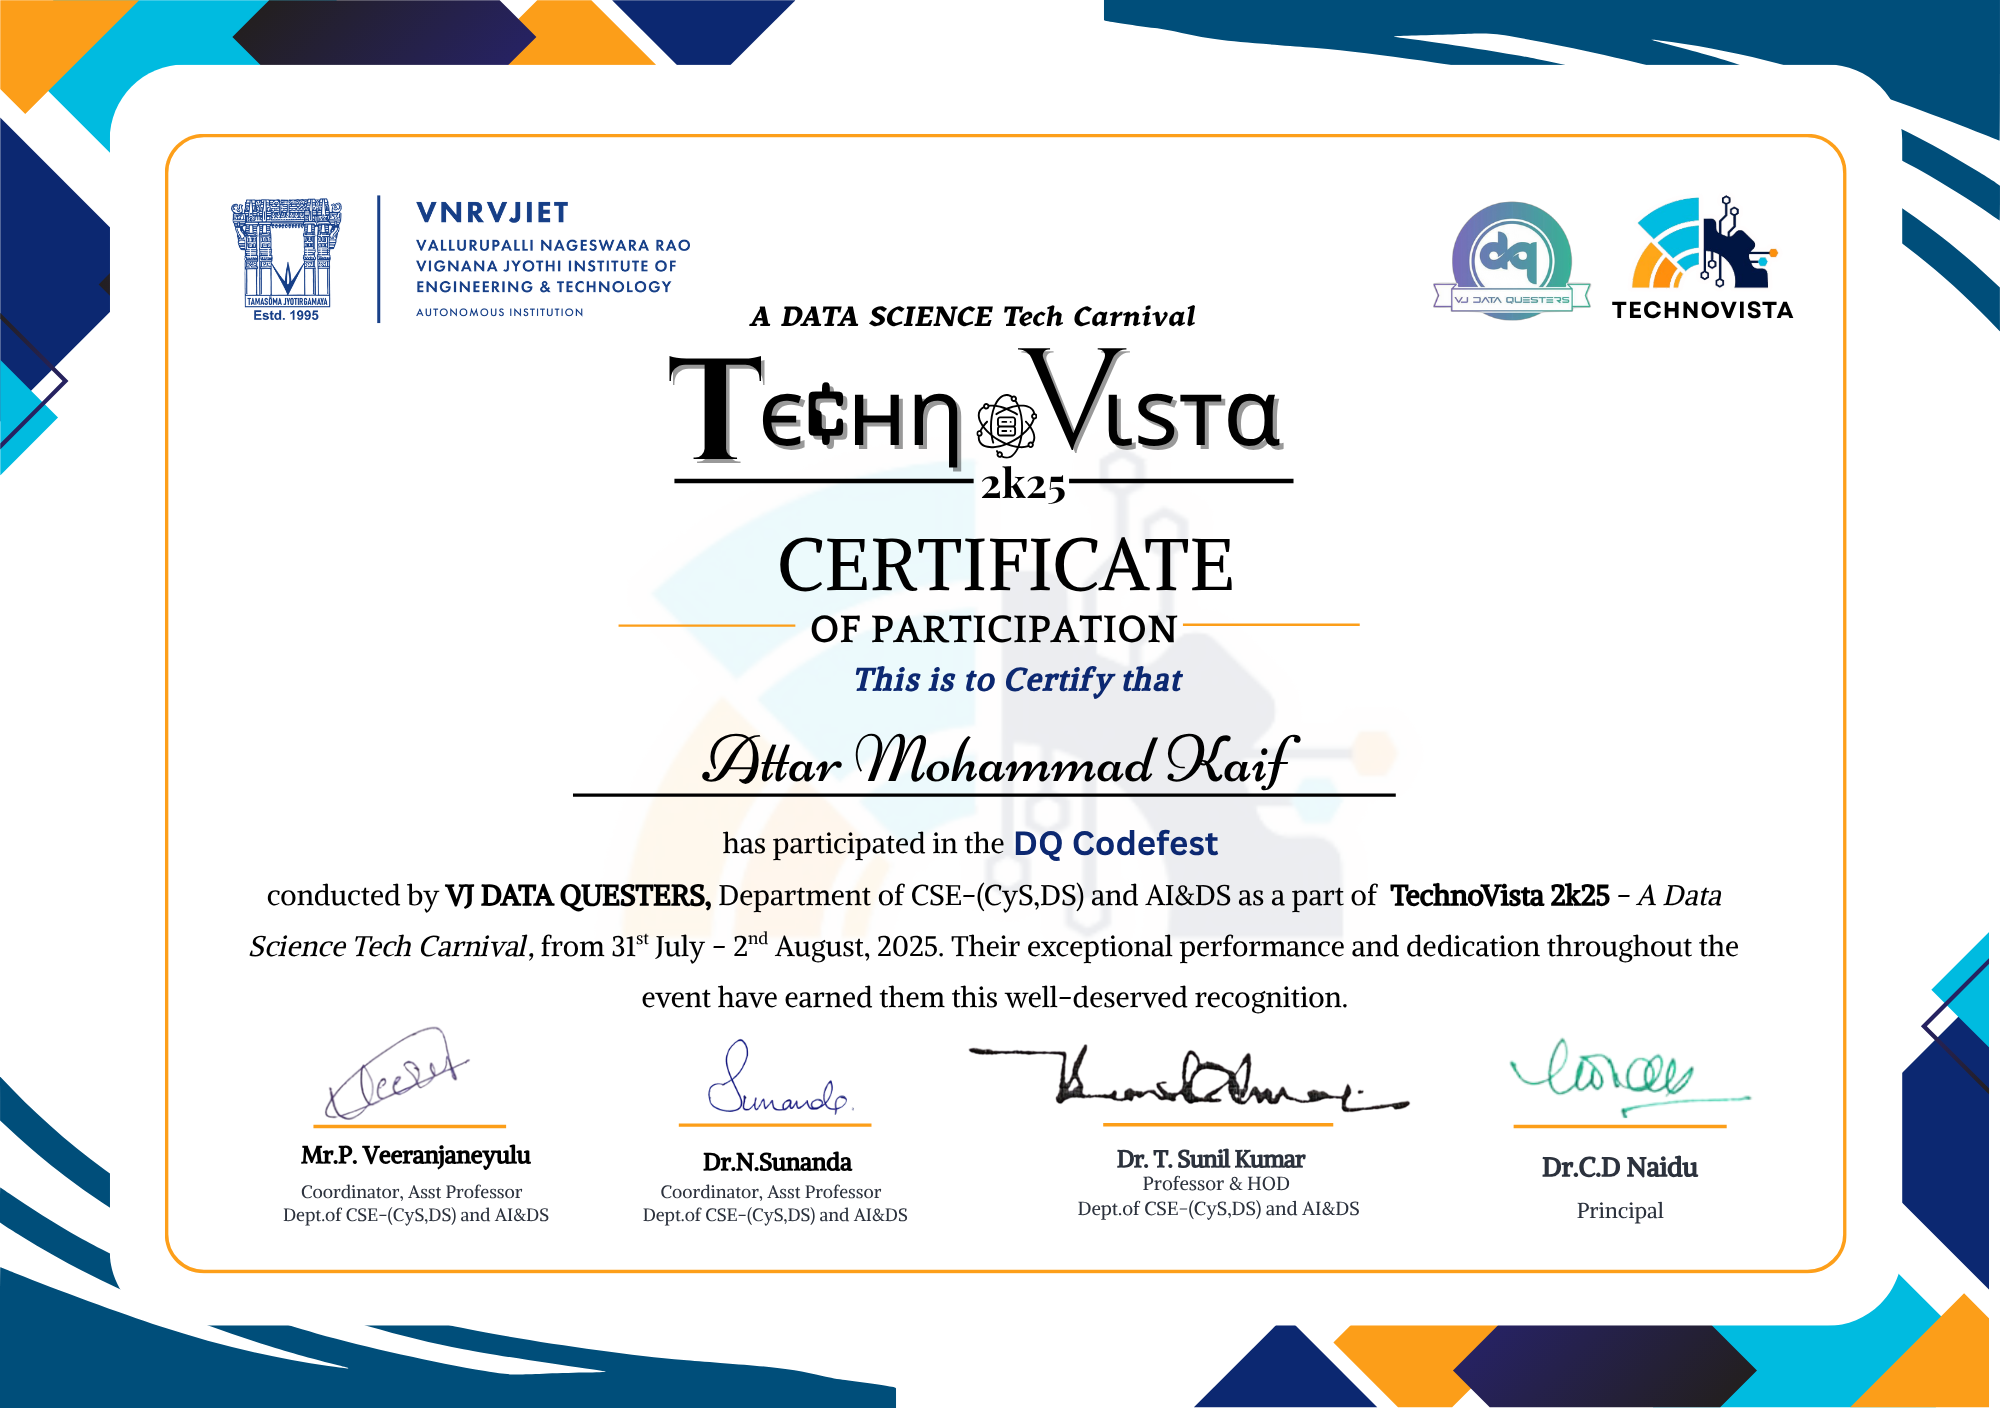 VNRVJIET
VALLURUPALLI NAGESWARA RAO
VIGNANA JYOTHI INSTITUTE OF
ENGINEERING & TECHNOLOGY
AUTONOMOUS INSTITUTION
TAMASOMA JYOTIRGAMAYA
Estd. 1995
dq
VJ DATA QUESTERS
TECHNOVISTA
A DATA SCIENCE Tech Carnival
TechnoVista
2k25
CERTIFICATE
OF PARTICIPATION
This is to Certify that
Attar Mohammad Kaif
has participated in the DQ Codefest
conducted by VJ DATA QUESTERS, Department of CSE-(CyS,DS) and AI&DS as a part of TechnoVista 2k25 - A Data
Science Tech Carnival, from 31st July - 2nd August, 2025. Their exceptional performance and dedication throughout the
event have earned them this well-deserved recognition.
Sunanda.
Mr.P. Veeranjaneyulu
Coordinator, Asst Professor
Dept.of CSE-(CyS,DS) and AI&DS
Dr.N.Sunanda
Coordinator, Asst Professor
Dept.of CSE-(CyS,DS) and AI&DS
Dr. T. Sunil Kumar
Professor & HOD
Dept.of CSE-(CyS,DS) and AI&DS
Dr.C.D Naidu
Principal